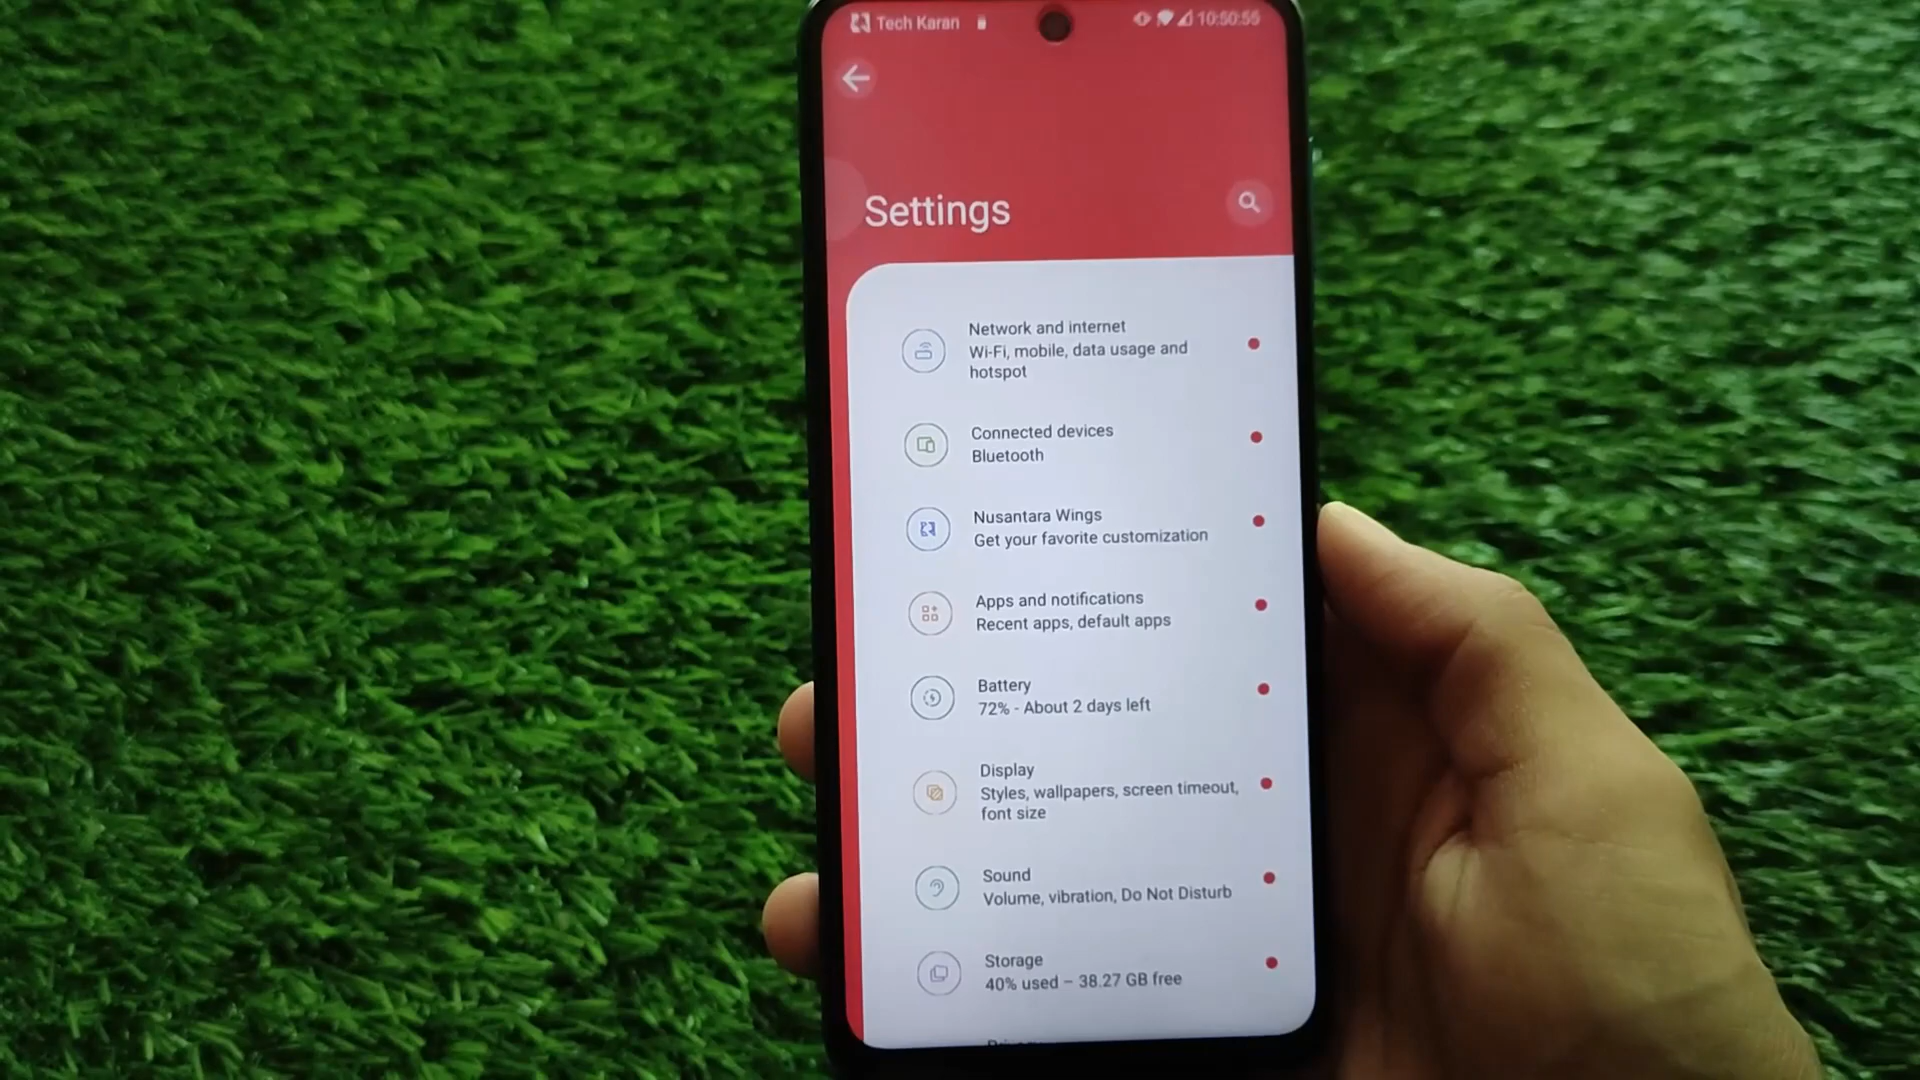 Tech Karan
10:50:55
Settings
Network and internet
Wi-Fi, mobile, data usage and
hotspot
Connected devices
Bluetooth
Nusantara Wings
Get your favorite customization
Apps and notifications
Recent apps, default apps
Battery
72% - About 2 days left
Display
Styles, wallpapers, screen timeout,
font size
Sound
Volume, vibration, Do Not Disturb
Storage
40% used – 38.27 GB free